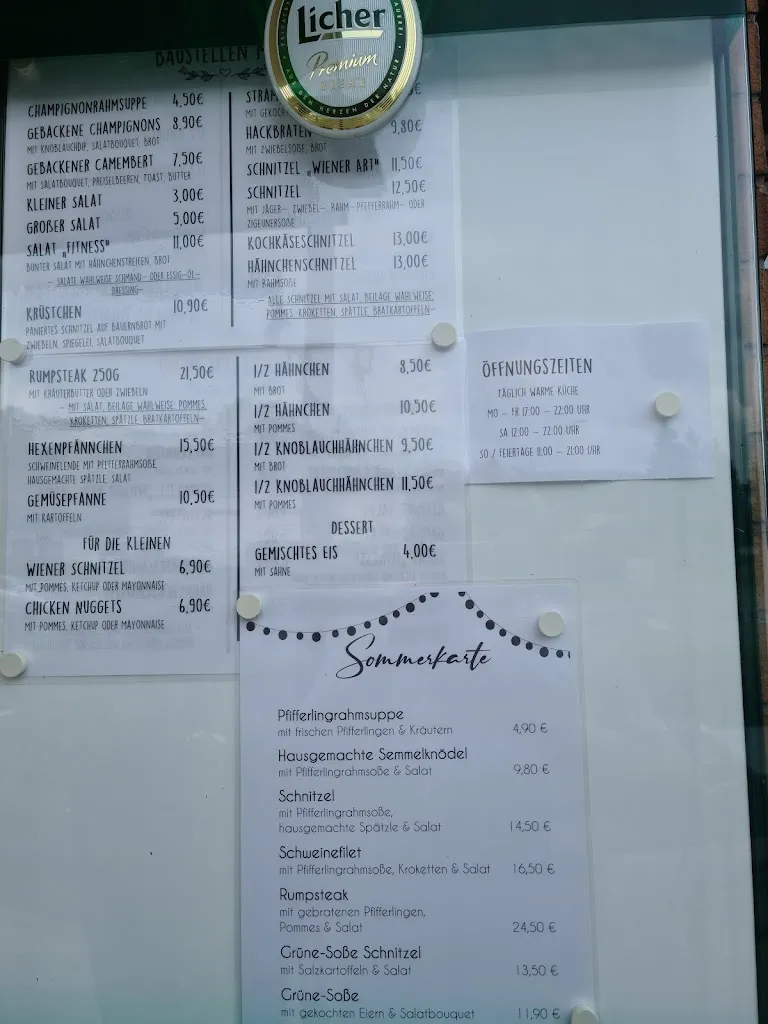 Licher
Premium
AUS DEM HERZEN DER NATUR
BAUSTELLEN
CHAMPIGNONRAHMSUPPE 4,50€
GEBACKENE CHAMPIGNONS 8,90€
MIT KNOBLAUCHDIP, SALATBOUQUET, BROT
GEBACKENER CAMEMBERT 7,50€
MIT SALATBOUQUET, PREISELBEEREN, TOAST, BUTTER
KLEINER SALAT 3,00€
GROßER SALAT 5,00€
SALAT „FITNESS" 11,00€
BUNTER SALAT MIT HÄHNCHENSTREIFEN, BROT
– SALATE WAHLWEISE SCHMAND- ODER ESSIG-ÖL-
DRESSING–
KRÜSTCHEN 10,90€
PANIERTES SCHNITZEL AUF BAUERNBROT MIT
ZWIEBELN, SPIEGELEI, SALATBOUQUET
STRAM
MIT GEKOCH
HACKBRATEN 9,80€
MIT ZWIEBELSOßE, BROT
SCHNITZEL „WIENER ART" 11,50€
SCHNITZEL 12,50€
MIT JÄGER- ZWIEBEL- RAHM-PFEFFERRAHM- ODER
ZIGEUNERSOßE
KOCHKÄSESCHNITZEL 13,00€
HÄHNCHENSCHNITZEL 13,00€
MIT RAHMSOßE
– ALLE SCHNITZEL MIT SALAT, BEILAGE WAHLWEISE:
POMMES, KROKETTEN, SPÄTZLE, BRATKARTOFFELN–
RUMPSTEAK 250G 21,50€
MIT KRÄUTERBUTTER ODER ZWIEBELN
– MIT SALAT, BEILAGE WAHLWEISE: POMMES,
KROKETTEN, SPÄTZLE, BRATKARTOFFELN–
HEXENPFÄNNCHEN 15,50€
SCHWEINELENDE MIT PFEFFERRAHMSOßE,
HAUSGEMACHTE SPÄTZLE, SALAT
GEMÜSEPFANNE 10,50€
MIT KARTOFFELN
FÜR DIE KLEINEN
WIENER SCHNITZEL 6,90€
MIT POMMES, KETCHUP ODER MAYONNAISE
CHICKEN NUGGETS 6,90€
MIT POMMES, KETCHUP ODER MAYONNAISE
1/2 HÄHNCHEN 8,50€
MIT BROT
1/2 HÄHNCHEN 10,50€
MIT POMMES
1/2 KNOBLAUCHHÄHNCHEN 9,50€
MIT BROT
1/2 KNOBLAUCHHÄHNCHEN 11,50€
MIT POMMES
DESSERT
GEMISCHTES EIS 4,00€
MIT SAHNE
ÖFFNUNGSZEITEN
TÄGLICH WARME KÜCHE
MO – FR 17:00 – 22:00 UHR
SA 17:00 – 22.00 UHR
SO / FEIERTAGE 11:00 – 21:00 UHR
Sommerkarte
Pfifferlingrahmsuppe
mit frischen Pfifferlingen & Kräutern 4,90 €
Hausgemachte Semmelknödel
mit Pfifferlingrahmsoße & Salat 9,80 €
Schnitzel
mit Pfifferlingrahmsoße,
hausgemachte Spätzle & Salat 14,50 €
Schweinefilet
mit Pfifferlingrahmsoße, Kroketten & Salat 16,50 €
Rumpsteak
mit gebratenen Pfifferlingen,
Pommes & Salat 24,50 €
Grüne-Soße Schnitzel
mit Salzkartoffeln & Salat 13,50 €
Grüne-Soße
mit gekochten Eiern & Salatbouquet 11,90 €